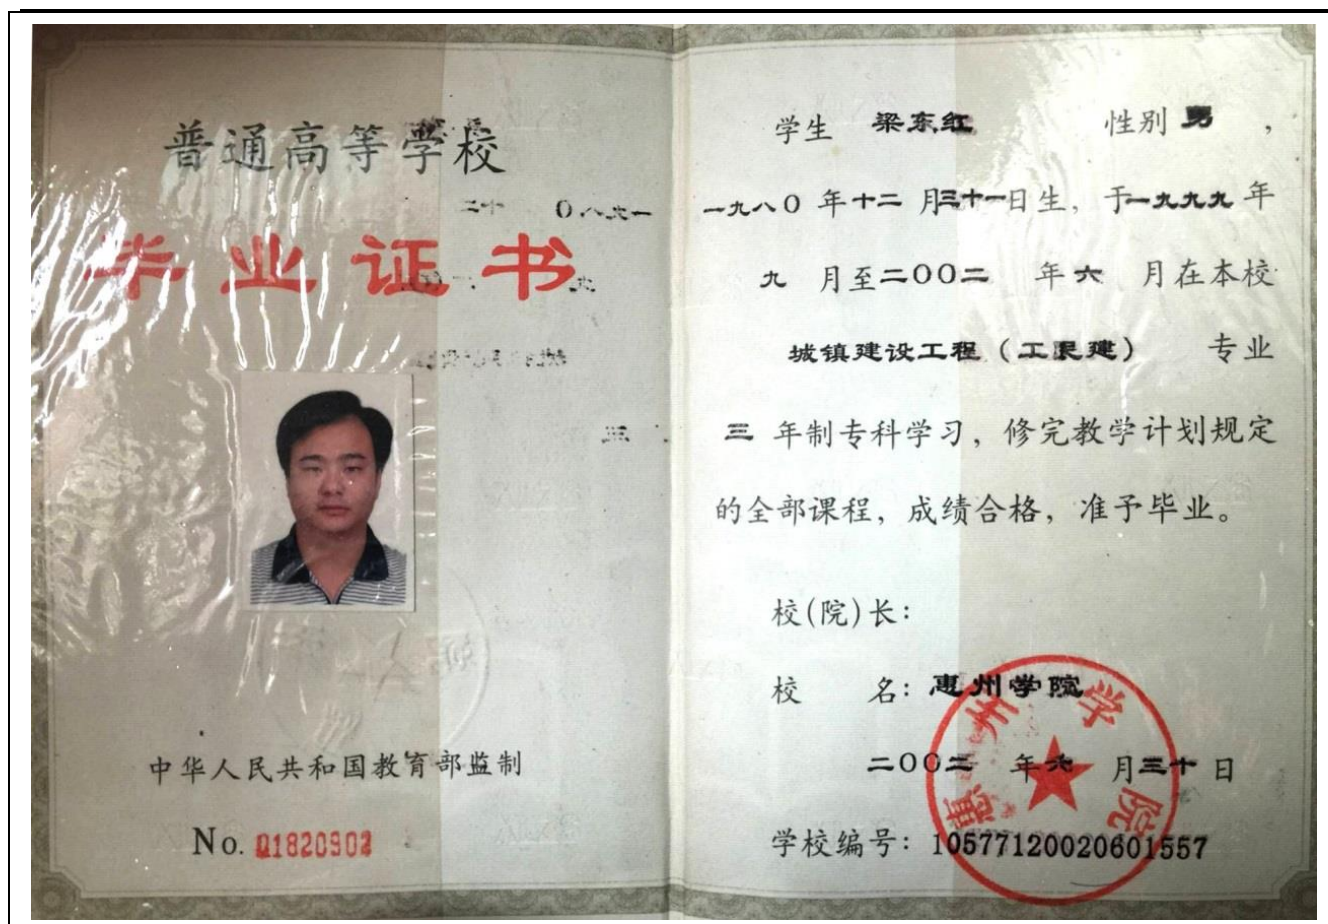 普通高等学校
毕业证书
中华人民共和国教育部监制
No. Q1820902
学生 梁东红 性别 男 ,
一九八0 年十二 月三十一日生, 于一九九九年
九 月至二00二 年六 月在本校
城镇建设工程 (工民建) 专业
三 年制专科学习, 修完教学计划规定
的全部课程, 成绩合格, 准予毕业。
校(院)长:
校 名: 惠州学院
二00二 年六 月三十日
学校编号: 10577120020601557
惠州学院